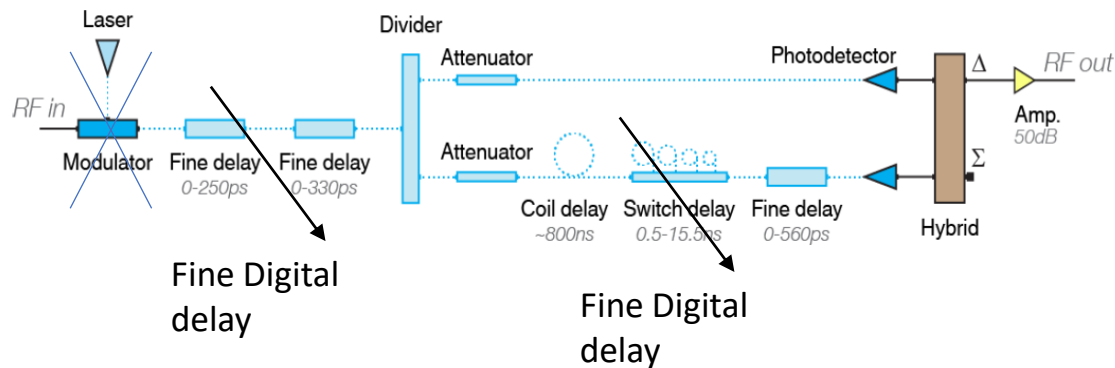 Laser
RF in
Modulator
Fine delay
0-250ps
Fine delay
0-330ps
Divider
Attenuator
Attenuator
Coil delay
~800ns
Switch delay
0.5-15.5ns
Fine delay
0-560ps
Photodetector
Δ
Σ
Hybrid
RF out
Amp.
50dB
Fine Digital
delay
Fine Digital
delay